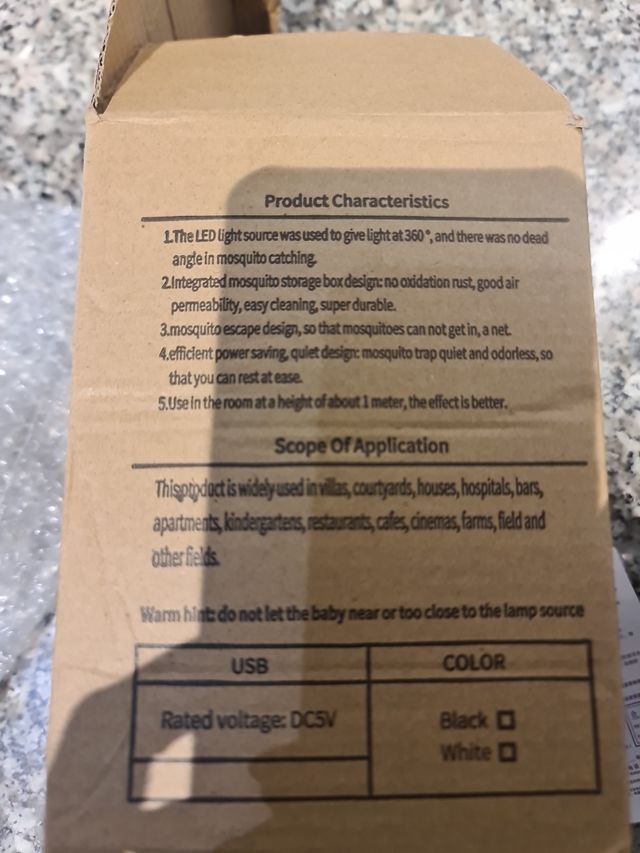 Product Characteristics
1.The LED light source was used to give light at 360°, and there was no dead
angle in mosquito catching.
2.Integrated mosquito storage box design: no oxidation rust, good air
permeability, easy cleaning, super durable.
3.mosquito escape design, so that mosquitoes can not get in, a net.
4.efficient power saving, quiet design: mosquito trap quiet and odorless, so
that you can rest at ease.
5.Use in the room at a height of about 1 meter, the effect is better.
Scope Of Application
This product is widely used in villas, courtyards, houses, hospitals, bars,
apartments, kindergartens, restaurants, cafes, cinemas, farms, field and
other fields.
Warm hint: do not let the baby near or too close to the lamp source
USB
COLOR
Rated voltage: DC5V
Black
White